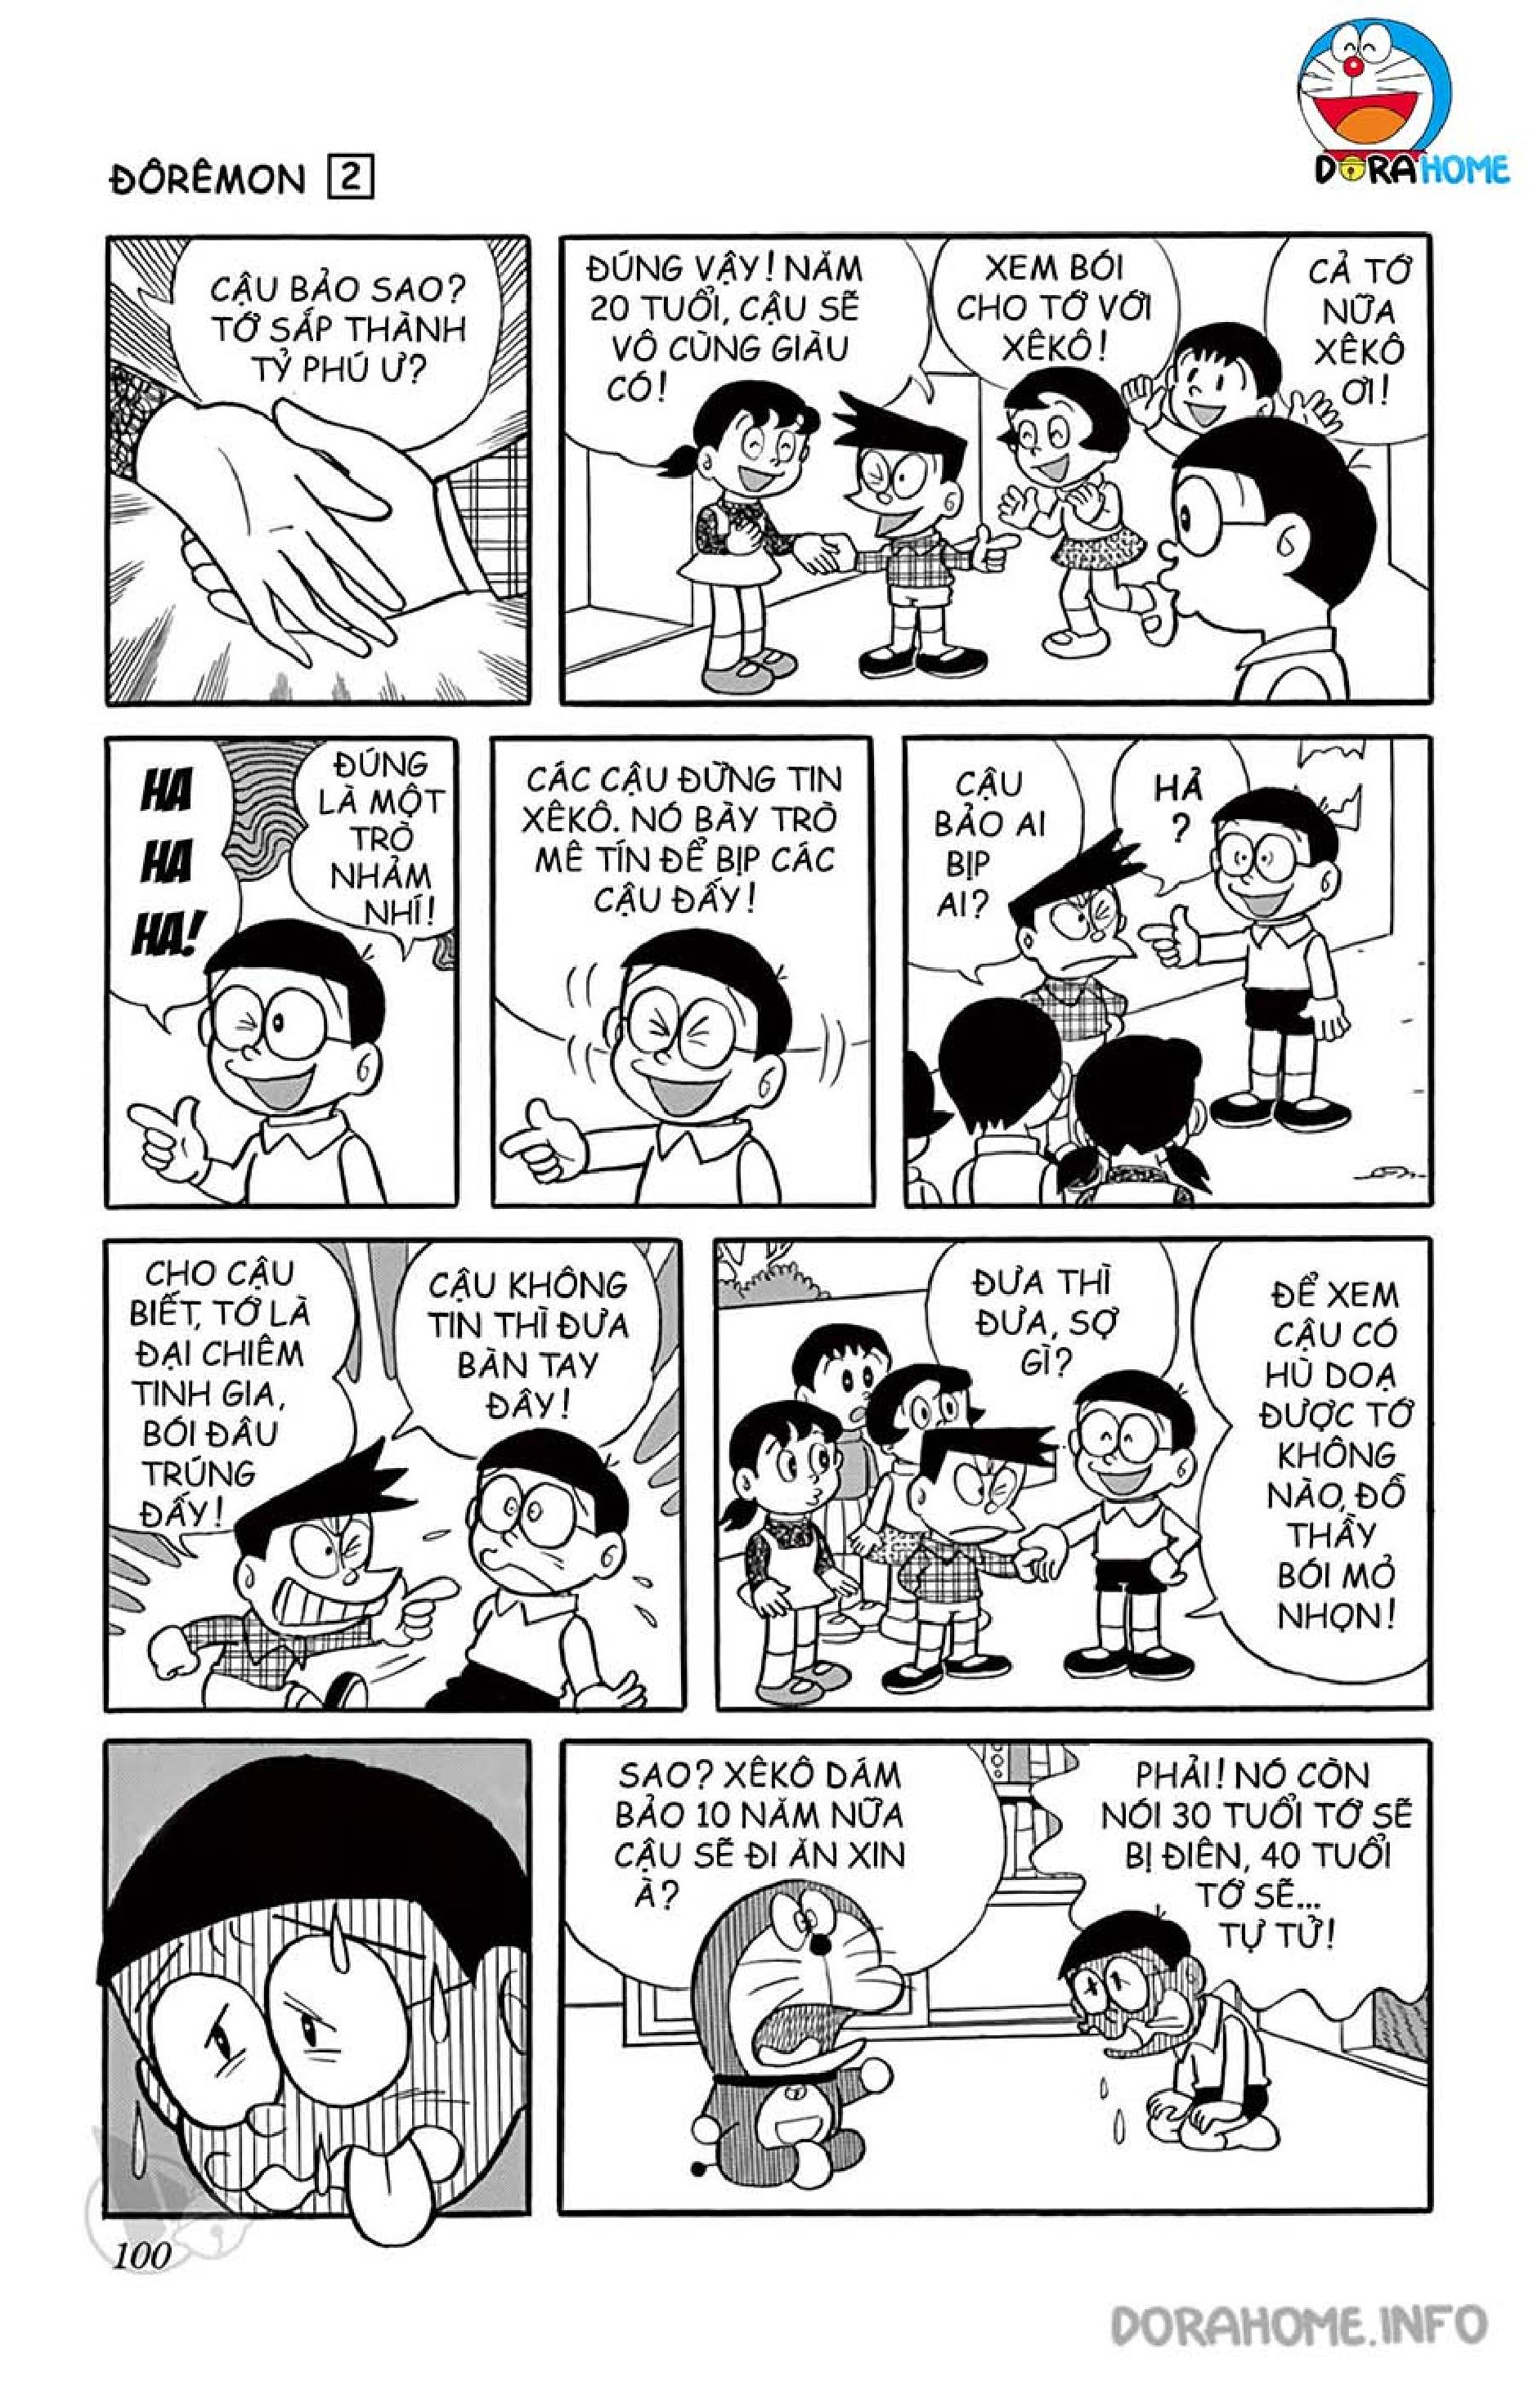 DORAHOME
ĐÔRÊMON 2
CẬU BẢO SAO?
TỚ SẮP THÀNH
TỶ PHÚ Ư?
ĐÚNG VẬY! NĂM
20 TUỔI, CẬU SẼ
VÔ CÙNG GIÀU
CÓ!
XEM BÓI
CHO TỚ VỚI
XÊKÔ!
CẢ TỚ
NỮA
XÊKÔ
ƠI!
HA
HA
HA!
ĐÚNG
LÀ MỘT
TRÒ
NHẢM
NHÍ!
CÁC CẬU ĐỪNG TIN
XÊKÔ. NÓ BÀY TRÒ
MÊ TÍN ĐỂ BỊP CÁC
CẬU ĐẤY!
CẬU
BẢO AI
BỊP
AI?
HẢ
?
CHO CẬU
BIẾT, TỚ LÀ
ĐẠI CHIÊM
TINH GIA,
BÓI ĐÂU
TRÚNG
ĐẤY!
CẬU KHÔNG
TIN THÌ ĐƯA
BÀN TAY
ĐÂY!
ĐƯA THÌ
ĐƯA, SỢ
GÌ?
ĐỂ XEM
CẬU CÓ
HÙ DOẠ
ĐƯỢC TỚ
KHÔNG
NÀO, ĐỒ
THẦY
BÓI MỎ
NHỌN!
SAO? XÊKÔ DÁM
BẢO 10 NĂM NỮA
CẬU SẼ ĐI ĂN XIN
À?
PHẢI! NÓ CÒN
NÓI 30 TUỔI TỚ SẼ
BỊ ĐIÊN, 40 TUỔI
TỚ SẼ...
TỰ TỬ!
100
DORAHOME.INFO